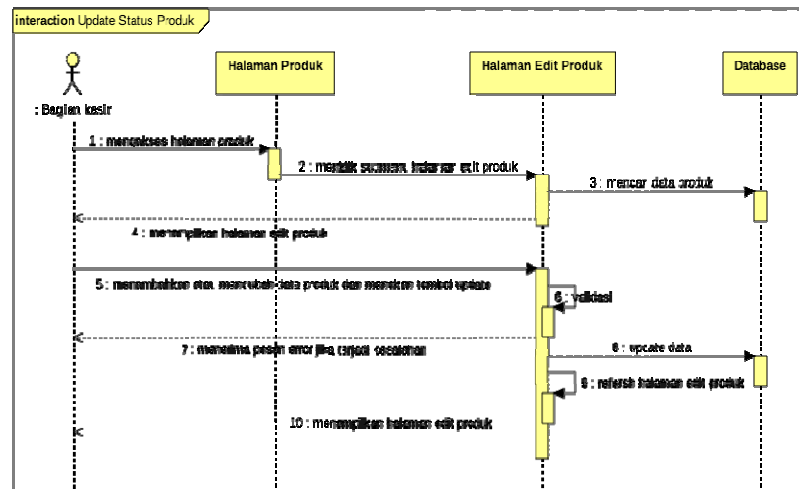 interaction Update Status Produk
Halaman Produk
Halaman Edit Produk
Database
: Bagian kasir
1 : mengakses halaman produk
2 : halaman edit produk
3 : mencari data produk
4 : menampilkan halaman edit produk
5 : menambahkan atau mengubah data produk dan menekan tombol update
6 : validasi
7 : menerima pesan error jika terjadi kesalahan
8 : update data
9 : refersh halaman edit produk
10 : menampilkan halaman edit produk